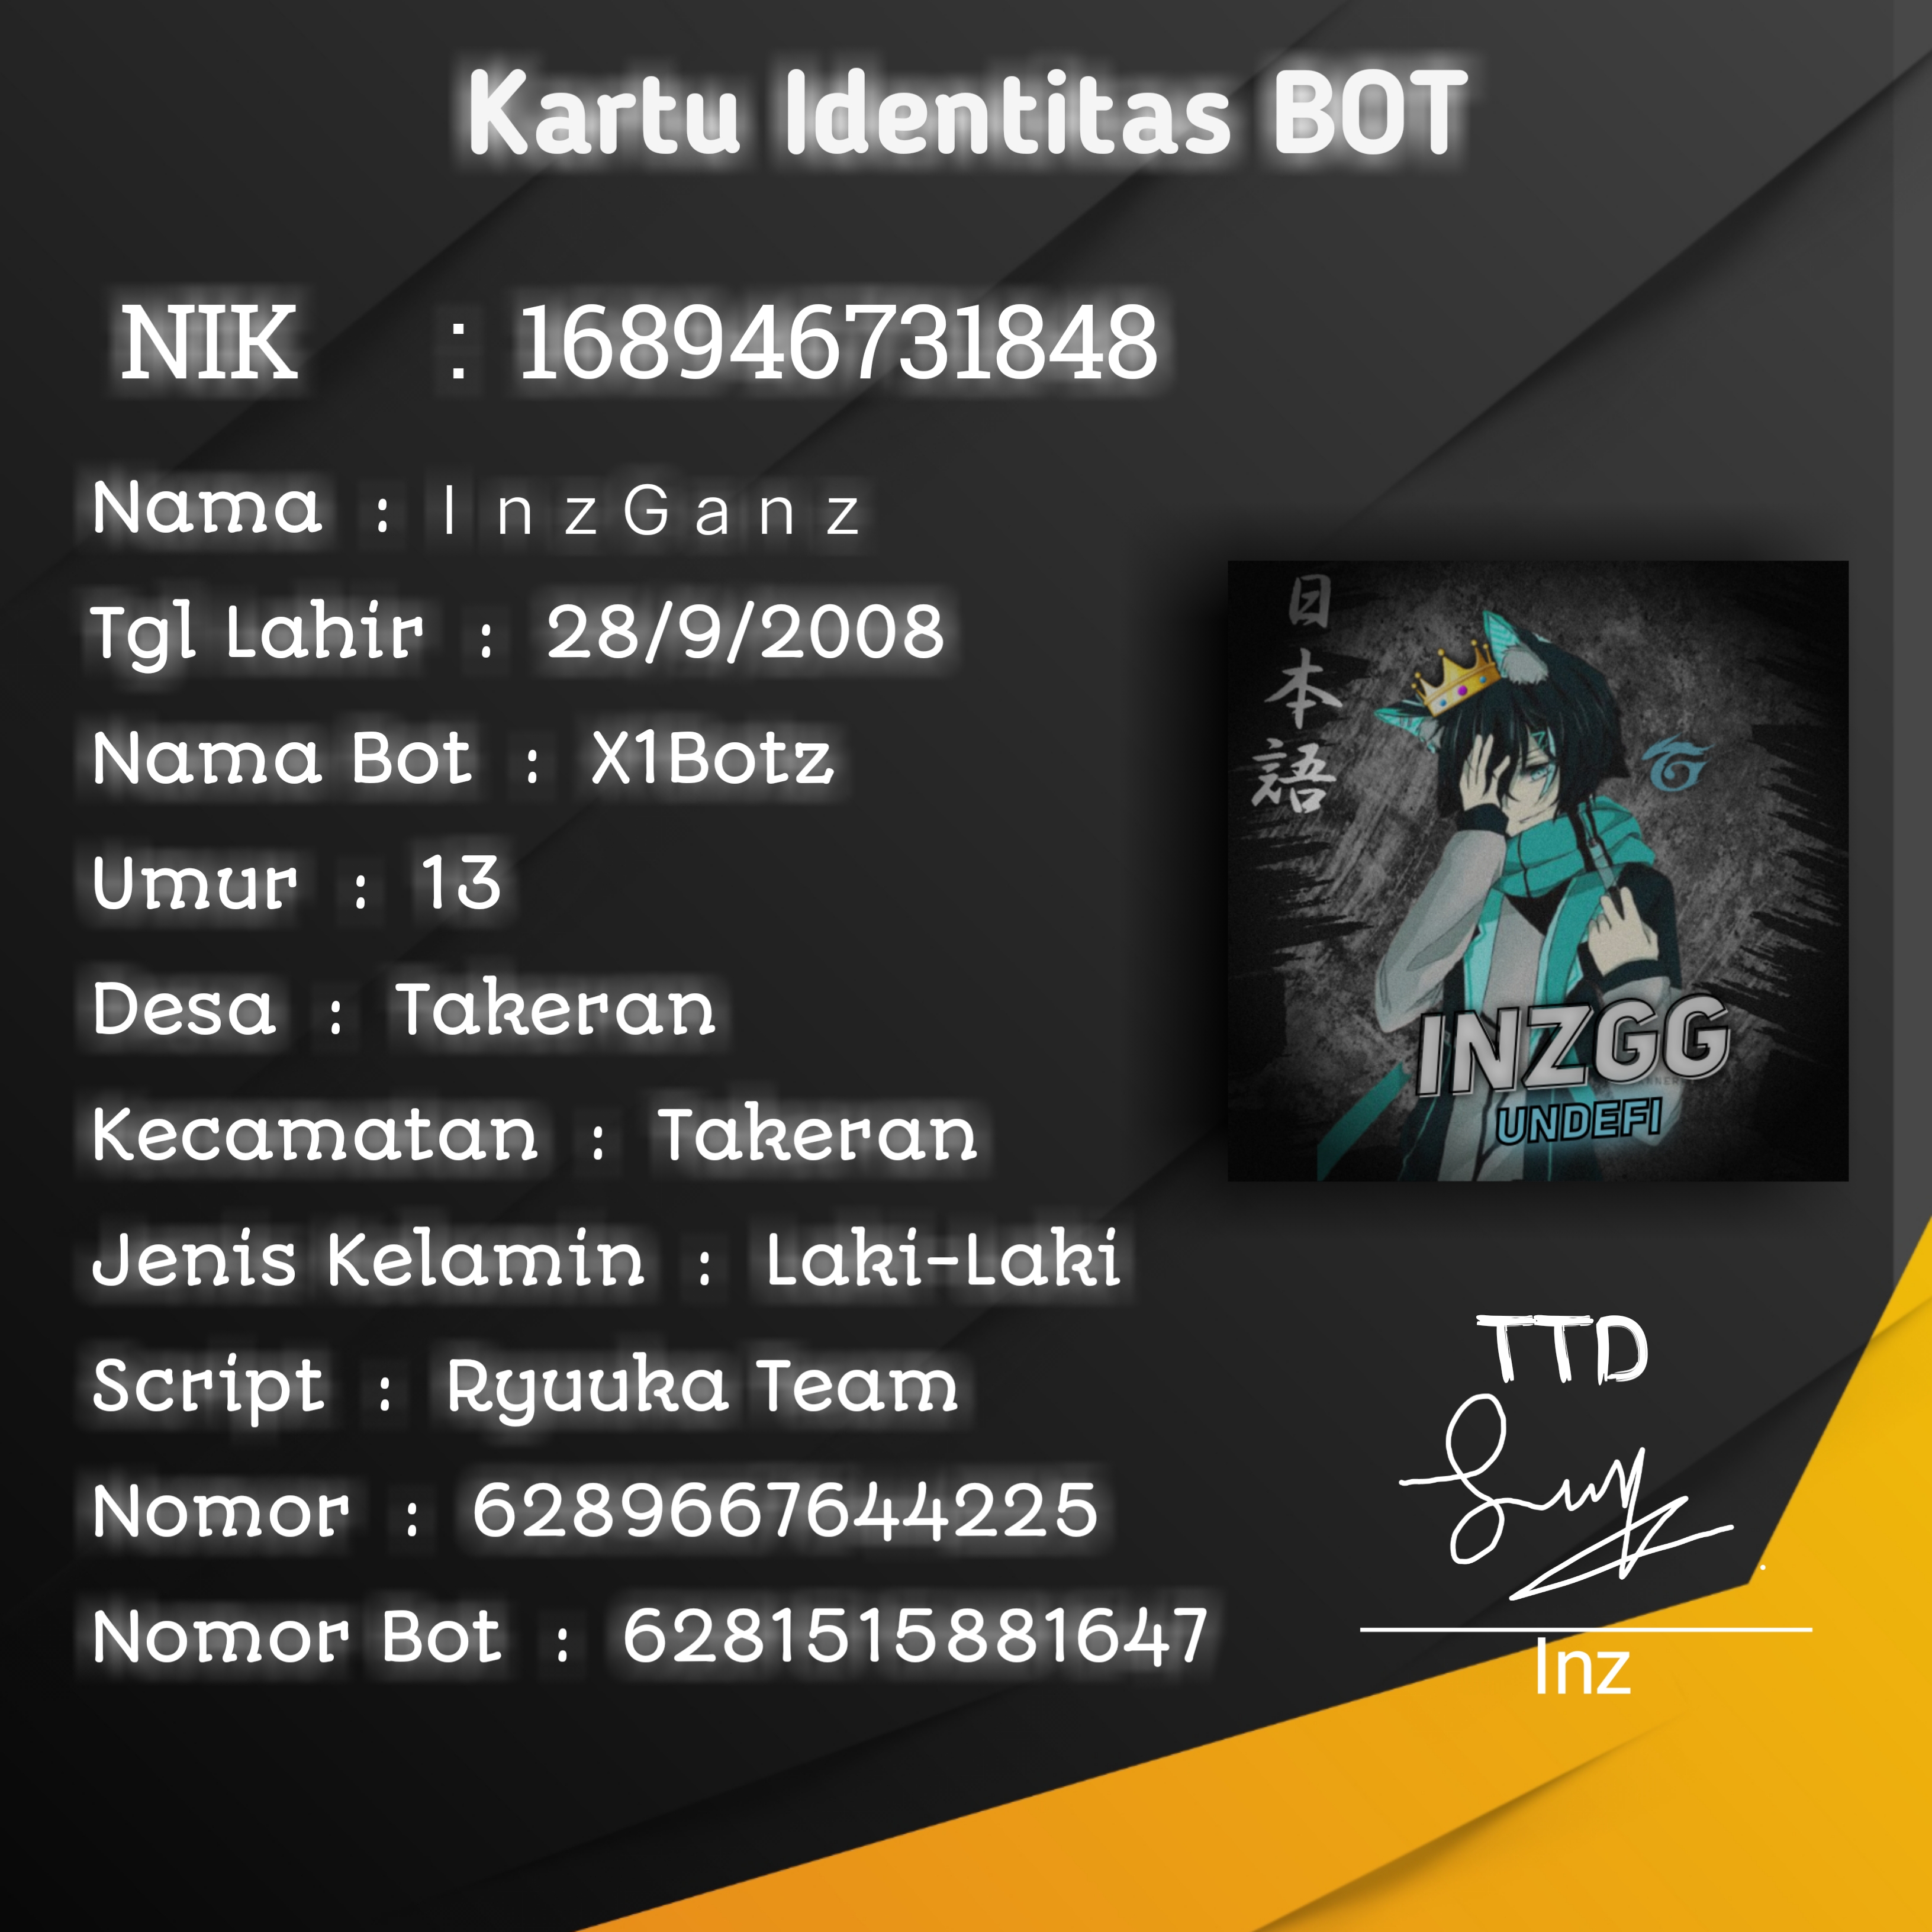 Kartu Identitas BOT
NIK : 168946731848
Nama : InzGanz
Tgl Lahir : 28/9/2008
Nama Bot : X1Botz
Umur : 13
Desa : Takeran
Kecamatan : Takeran
Jenis Kelamin : Laki-Laki
Script : Ryuuka Team
Nomor : 6289667644225
Nomor Bot : 6281515881647
日本語
INZGG
UNDEFI
TTD
Inz